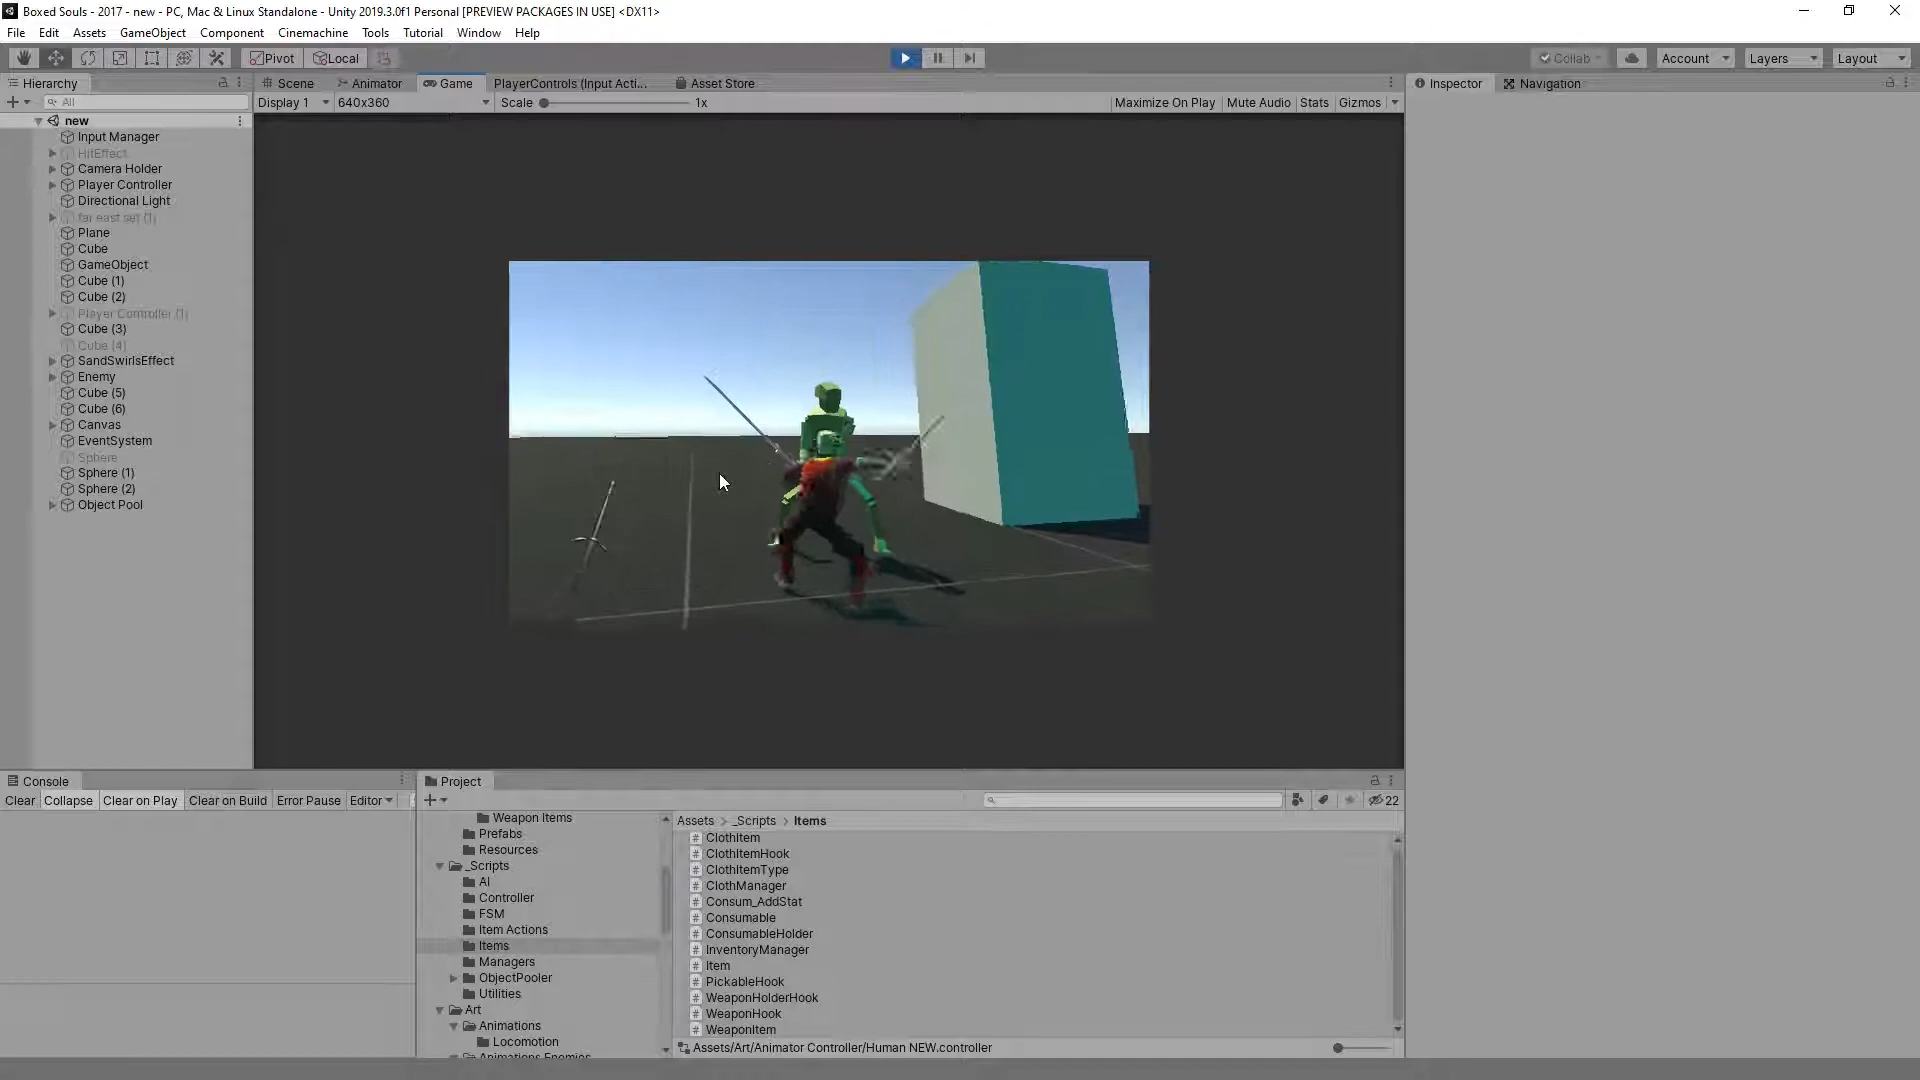 Boxed Souls - 2017 - new - PC, Mac & Linux Standalone - Unity 2019.3.0f1 Personal [PREVIEW PACKAGES IN USE] <DX11>
File Edit Assets GameObject Component Cinemachine Tools Tutorial Window Help
Pivot Local Collab Account Layers Layout
Hierarchy
Scene Animator Game PlayerControls (Input Acti... Asset Store
Inspector Navigation
All
Display 1 640x360 Scale 1x Maximize On Play Mute Audio Stats Gizmos
new
Input Manager
HitEffect
Camera Holder
Player Controller
Directional Light
far east set (1)
Plane
Cube
GameObject
Cube (1)
Cube (2)
Player Controller (1)
Cube (3)
Cube (4)
SandSwirlsEffect
Enemy
Cube (5)
Cube (6)
Canvas
EventSystem
Sphere
Sphere (1)
Sphere (2)
Object Pool
Console
Clear Collapse Clear on Play Clear on Build Error Pause Editor
Project
22
Weapon Items
Prefabs
Resources
_Scripts
AI
Controller
FSM
Item Actions
Items
Managers
ObjectPooler
Utilities
Art
Animations
Locomotion
Animations Enemies
Assets > _Scripts > Items
ClothItem
ClothItemHook
ClothItemType
ClothManager
Consum_AddStat
Consumable
ConsumableHolder
InventoryManager
Item
PickableHook
WeaponHolderHook
WeaponHook
WeaponItem
Assets/Art/Animator Controller/Human NEW.controller